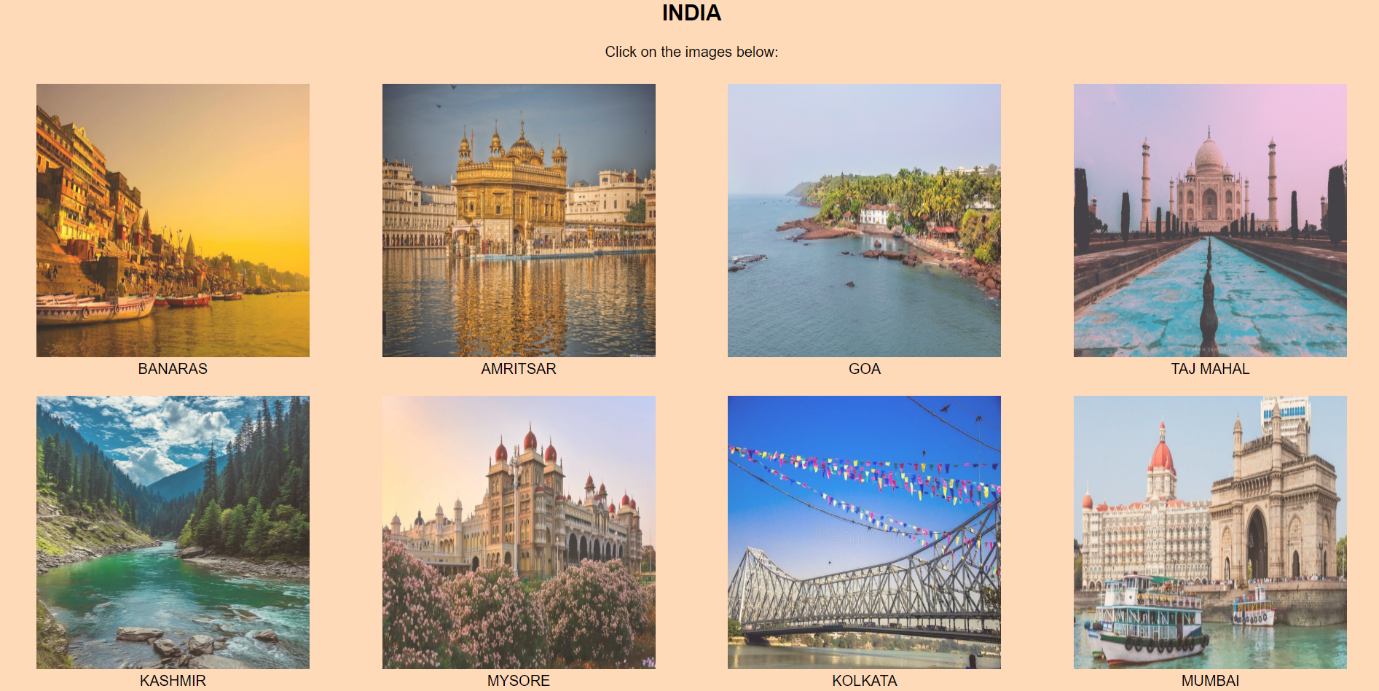 INDIA
Click on the images below:
BANARAS
AMRITSAR
GOA
TAJ MAHAL
KASHMIR
MYSORE
KOLKATA
MUMBAI